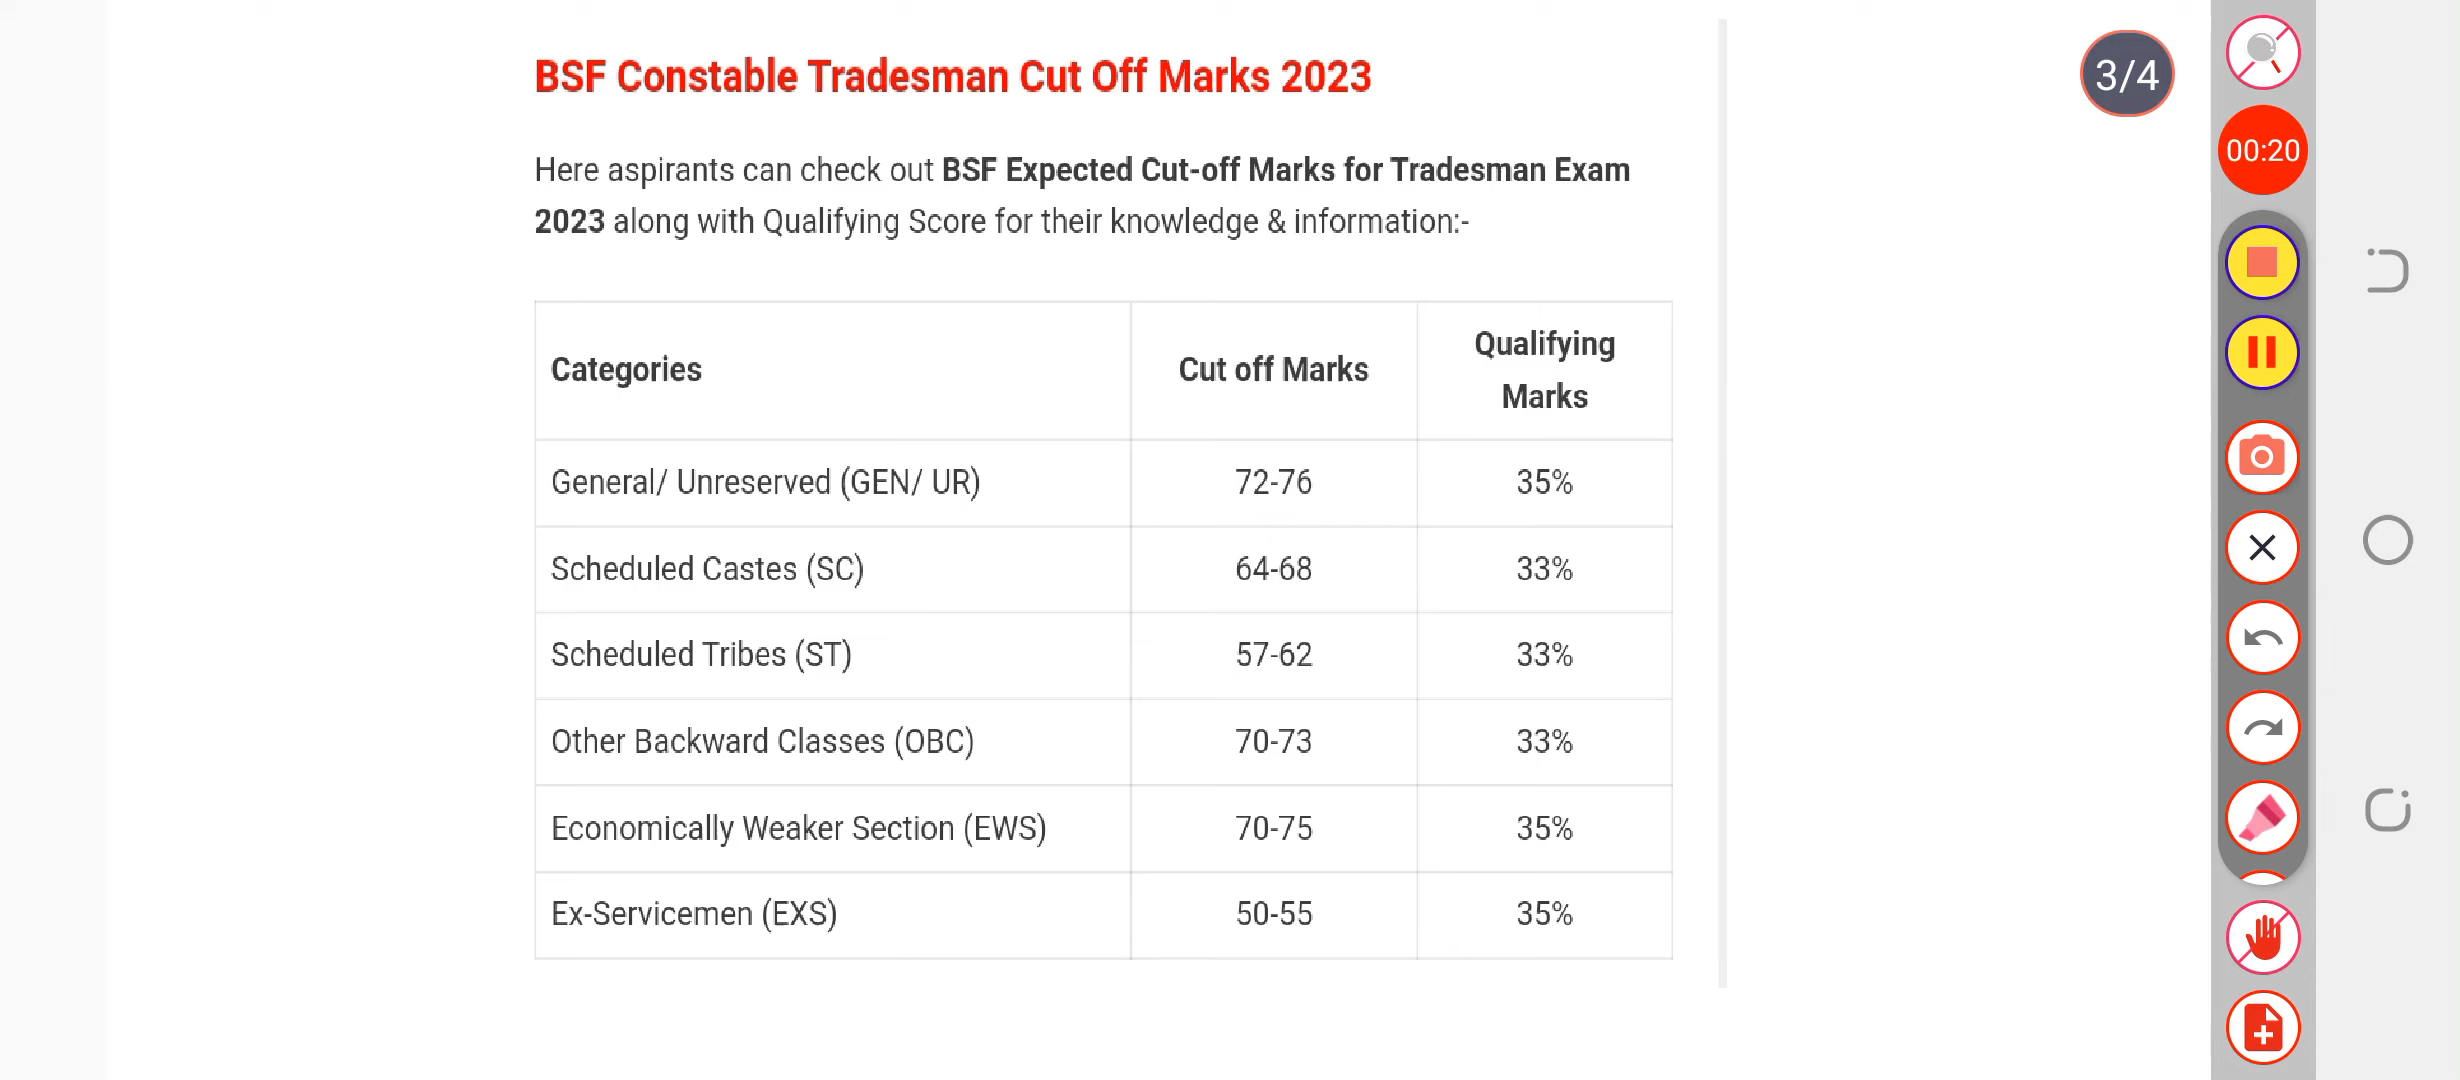 BSF Constable Tradesman Cut Off Marks 2023
3/4
00:20
Here aspirants can check out BSF Expected Cut-off Marks for Tradesman Exam
2023 along with Qualifying Score for their knowledge & information:-
Categories Cut off Marks Qualifying Marks
General/ Unreserved (GEN/ UR) 72-76 35%
Scheduled Castes (SC) 64-68 33%
Scheduled Tribes (ST) 57-62 33%
Other Backward Classes (OBC) 70-73 33%
Economically Weaker Section (EWS) 70-75 35%
Ex-Servicemen (EXS) 50-55 35%